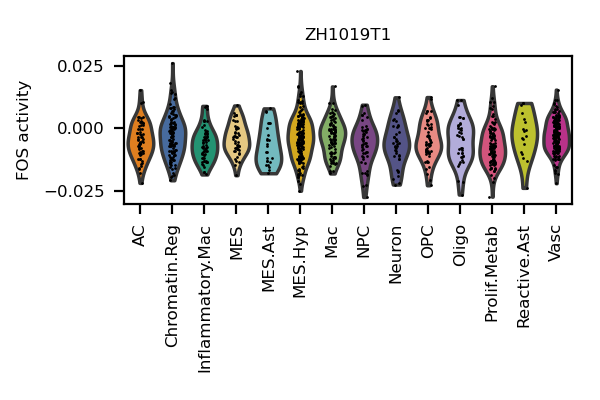 ZH1019T1
FOS activity
0.025
0.000
−0.025
AC
Chromatin.Reg
Inflammatory.Mac
MES
MES.Ast
MES.Hyp
Mac
NPC
Neuron
OPC
Oligo
Prolif.Metab
Reactive.Ast
Vasc